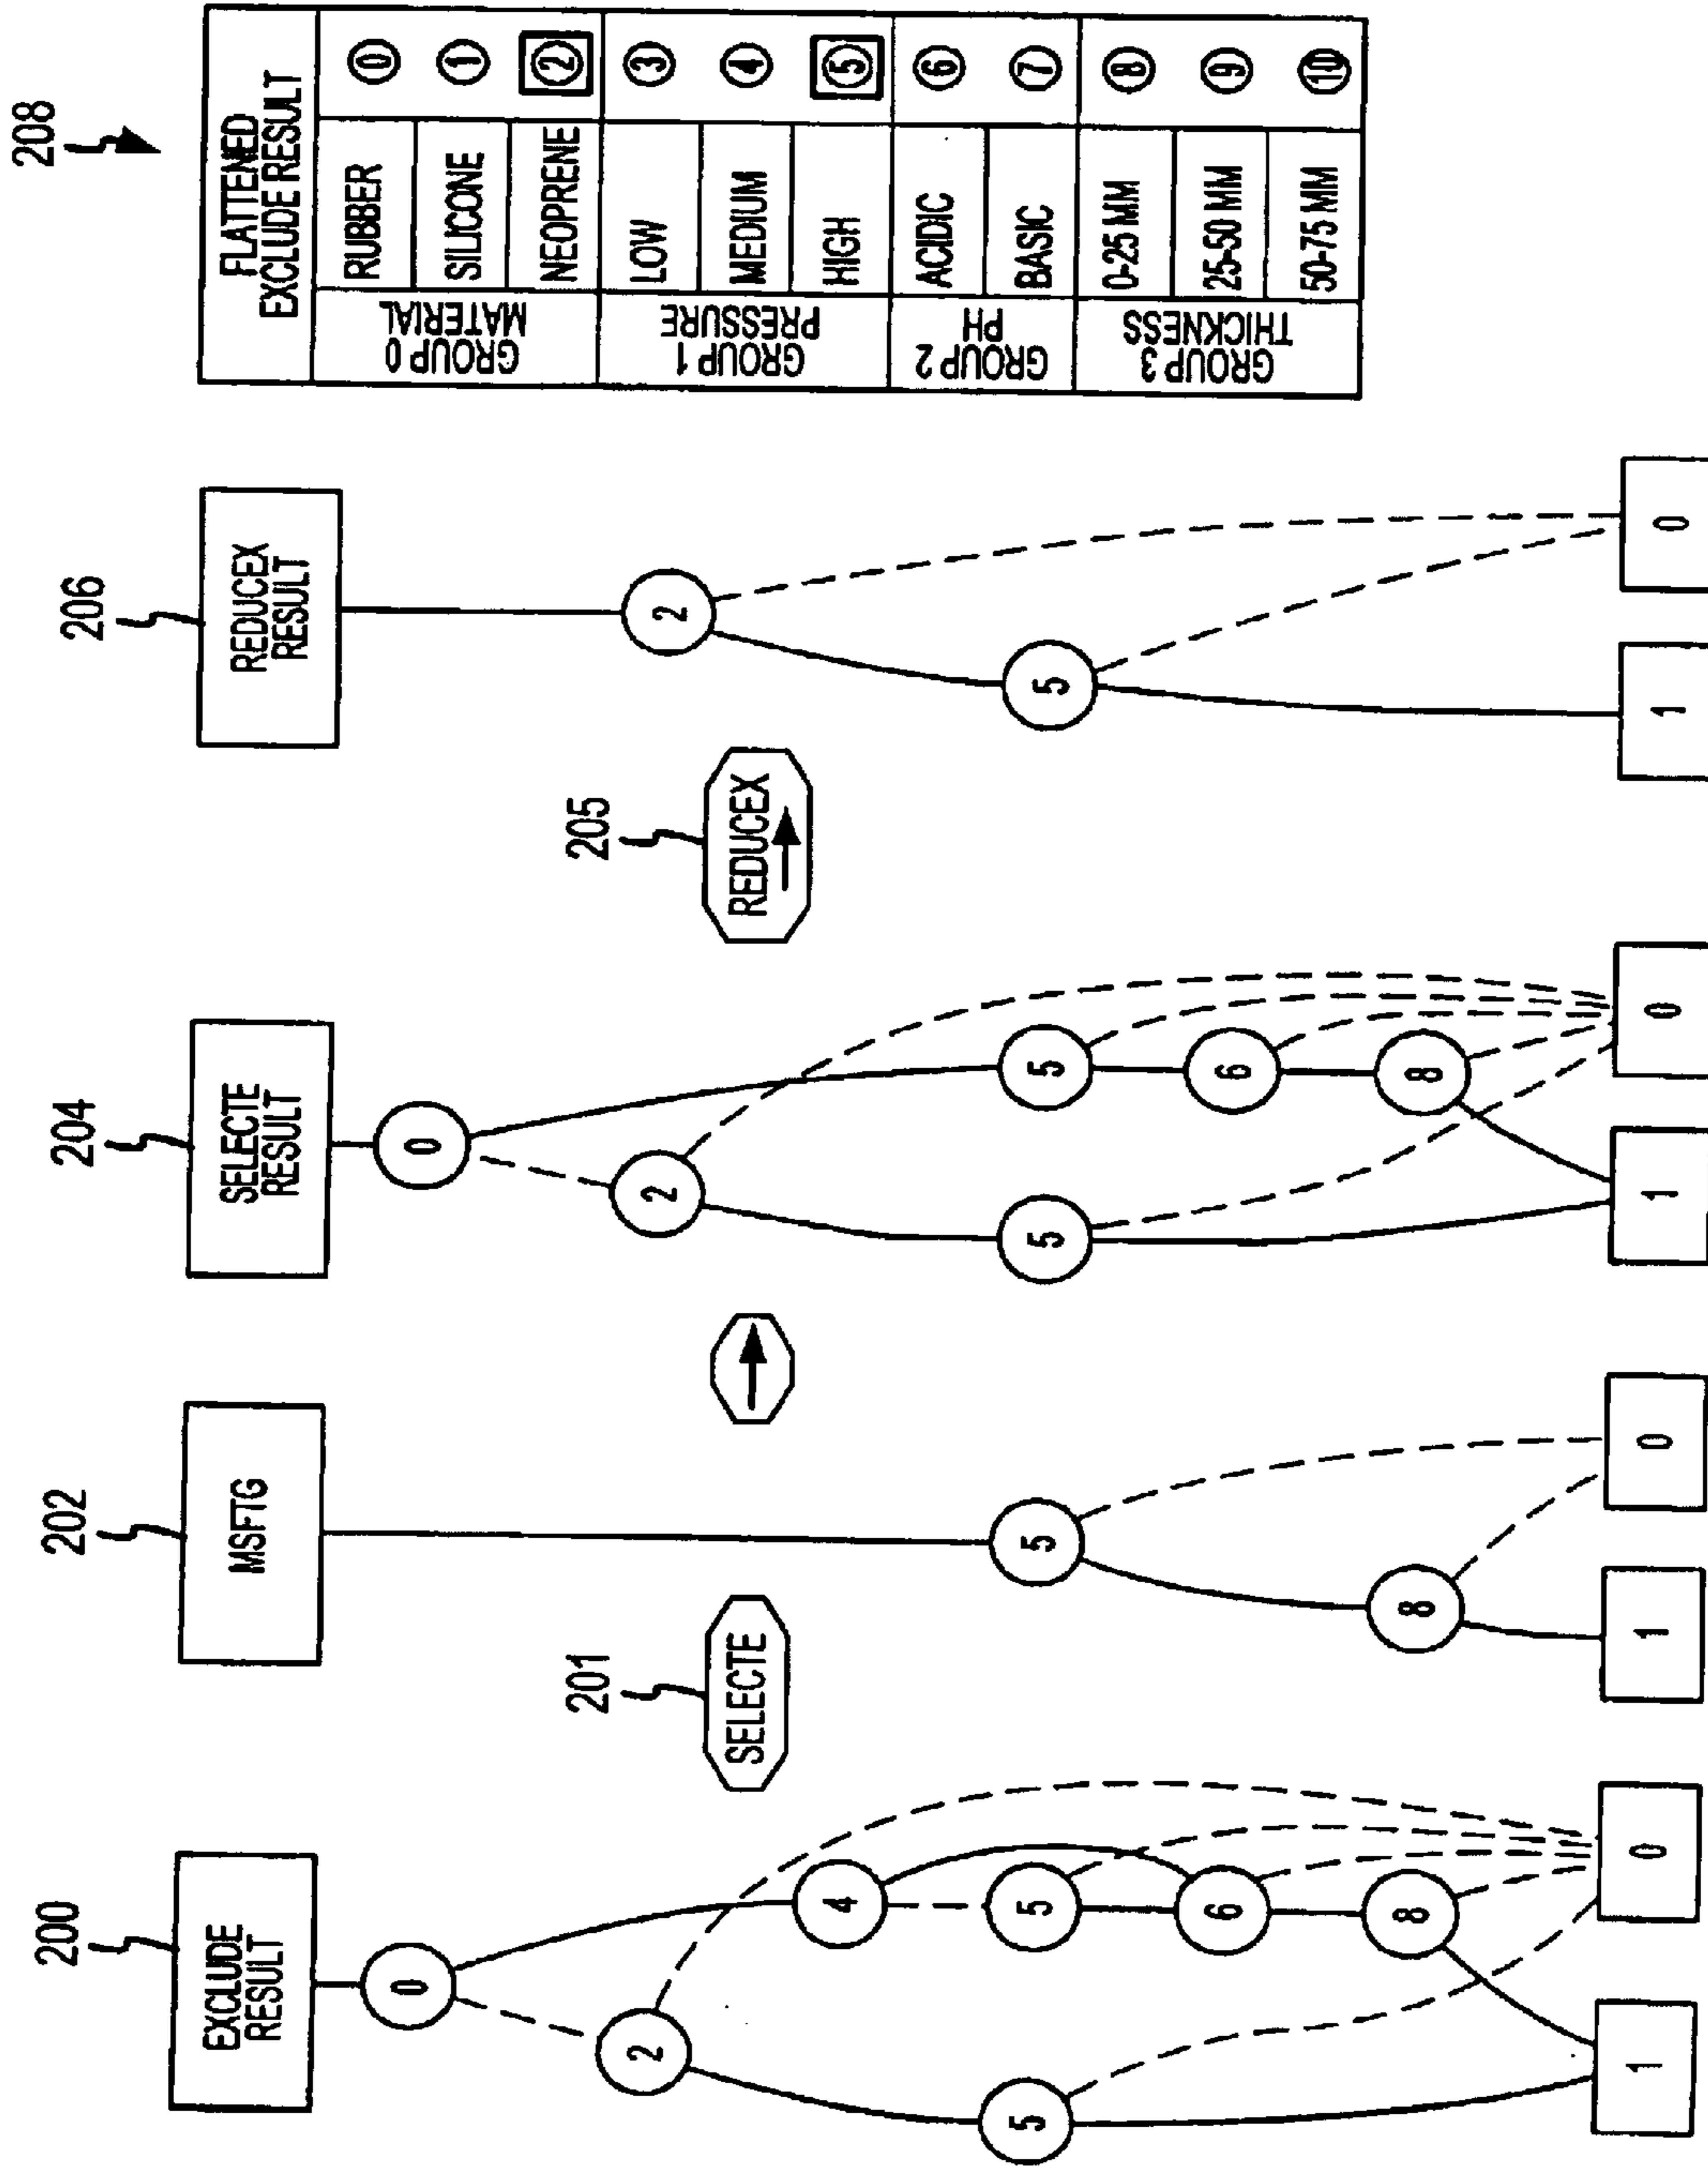 200
EXCLUDE
RESULT
0
2
4
5
5
6
8
1
0
201
SELECTE
202
MSFTG
5
8
1
0
204
SELECTE
RESULT
0
2
5
5
6
8
1
0
205
REDUCEX
206
REDUCEX
RESULT
2
5
1
0
208
FLATTENED
EXCLUDE RESULT
GROUP 0
MATERIAL
RUBBER 0
SILICONE 1
NEOPRENE 2
GROUP 1
PRESSURE
LOW 3
MEDIUM 4
HIGH 5
GROUP 2
PH
ACIDIC 6
BASIC 7
GROUP 3
THICKNESS
0-25 MM 8
25-50 MM 9
50-75 MM 10